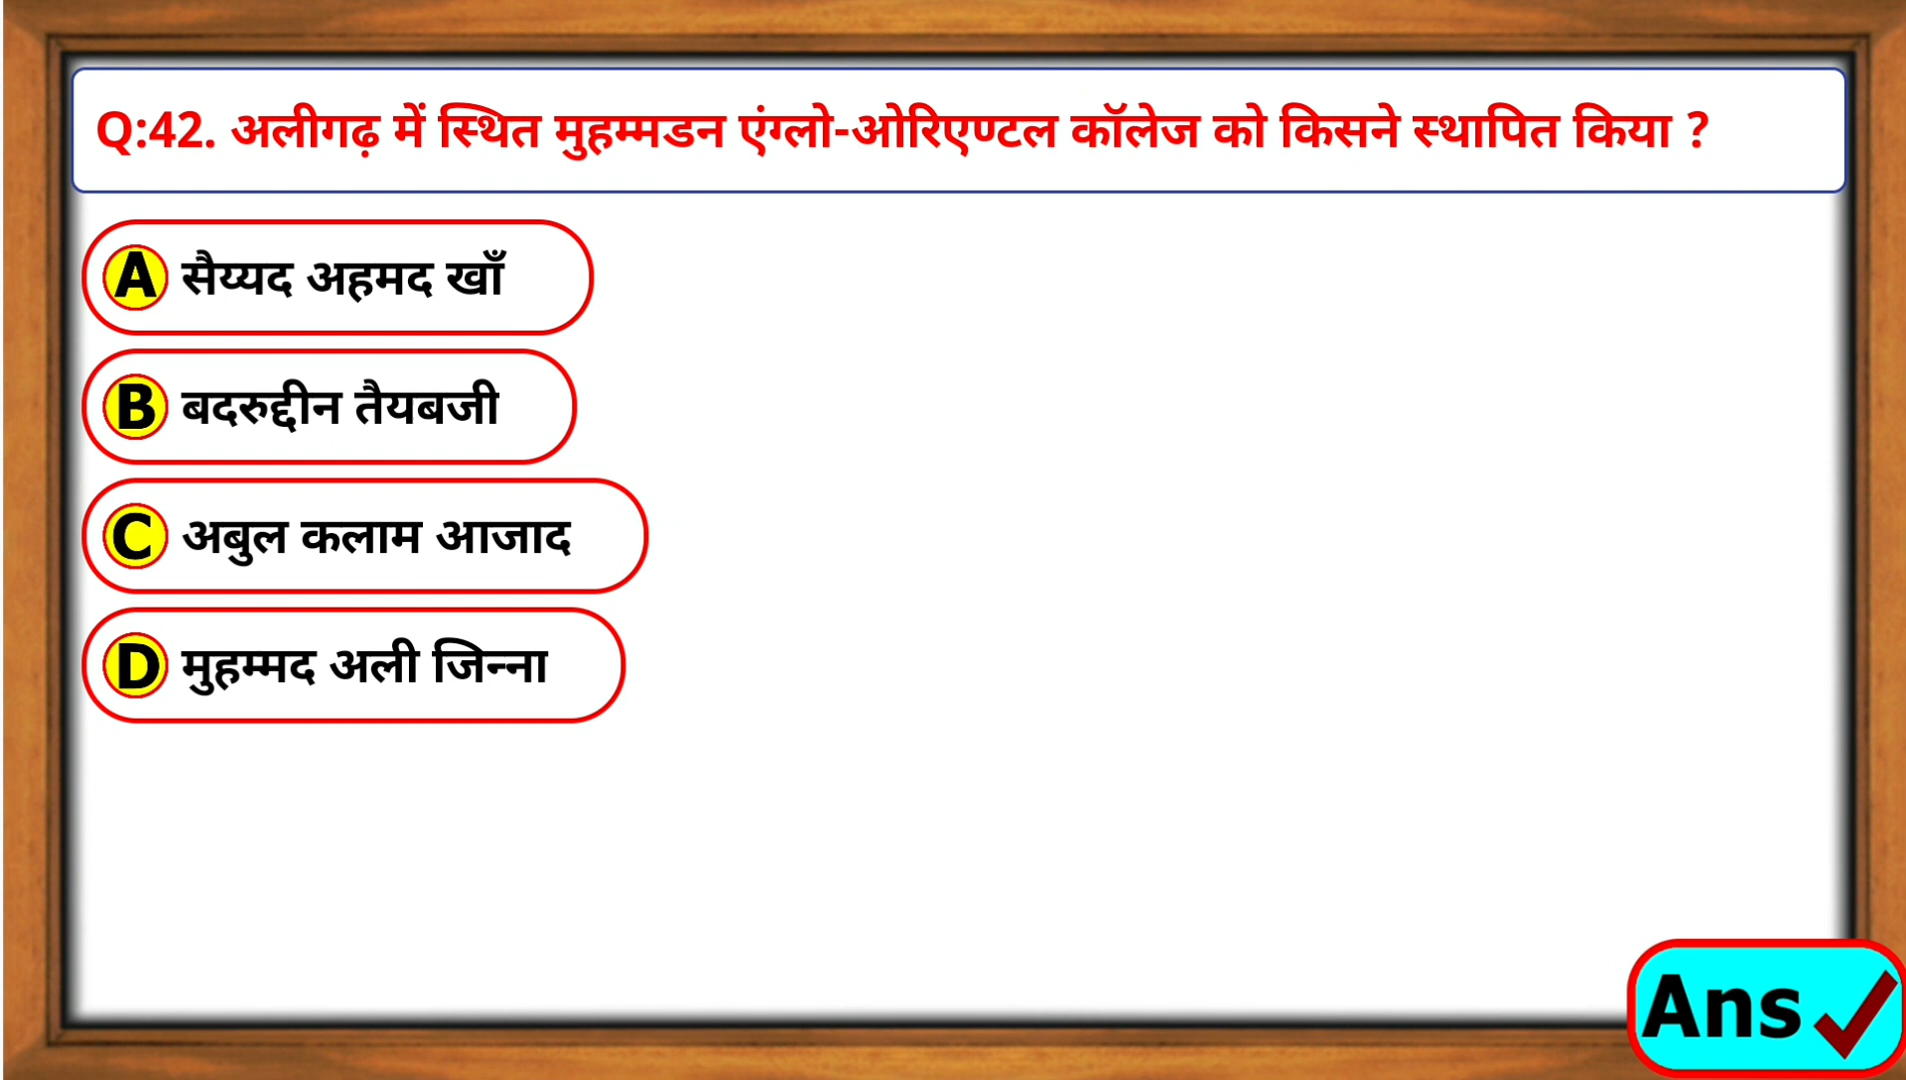 Q:42. अलीगढ़ में स्थित मुहम्मडन एंग्लो-ओरिएण्टल कॉलेज को किसने स्थापित किया ?
A सैय्यद अहमद खाँ
B बदरुद्दीन तैयबजी
C अबुल कलाम आजाद
D मुहम्मद अली जिन्ना
Ans